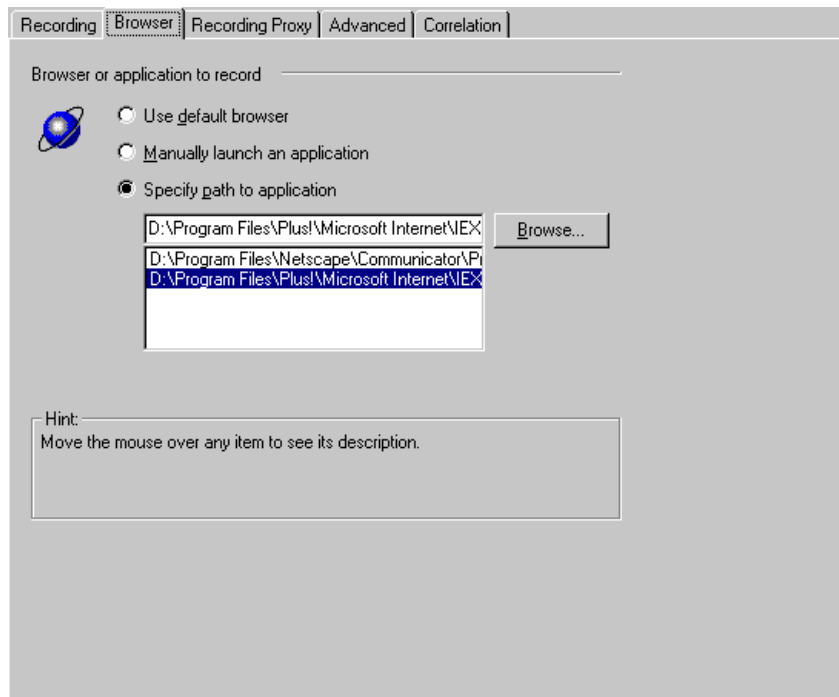 Recording Browser Recording Proxy Advanced Correlation
Browser or application to record
Use default browser
Manually launch an application
Specify path to application
D:\Program Files\Plus!\Microsoft Internet\IEX Browse...
D:\Program Files\Netscape\Communicator\Pr
D:\Program Files\Plus!\Microsoft Internet\IEX
Hint:
Move the mouse over any item to see its description.